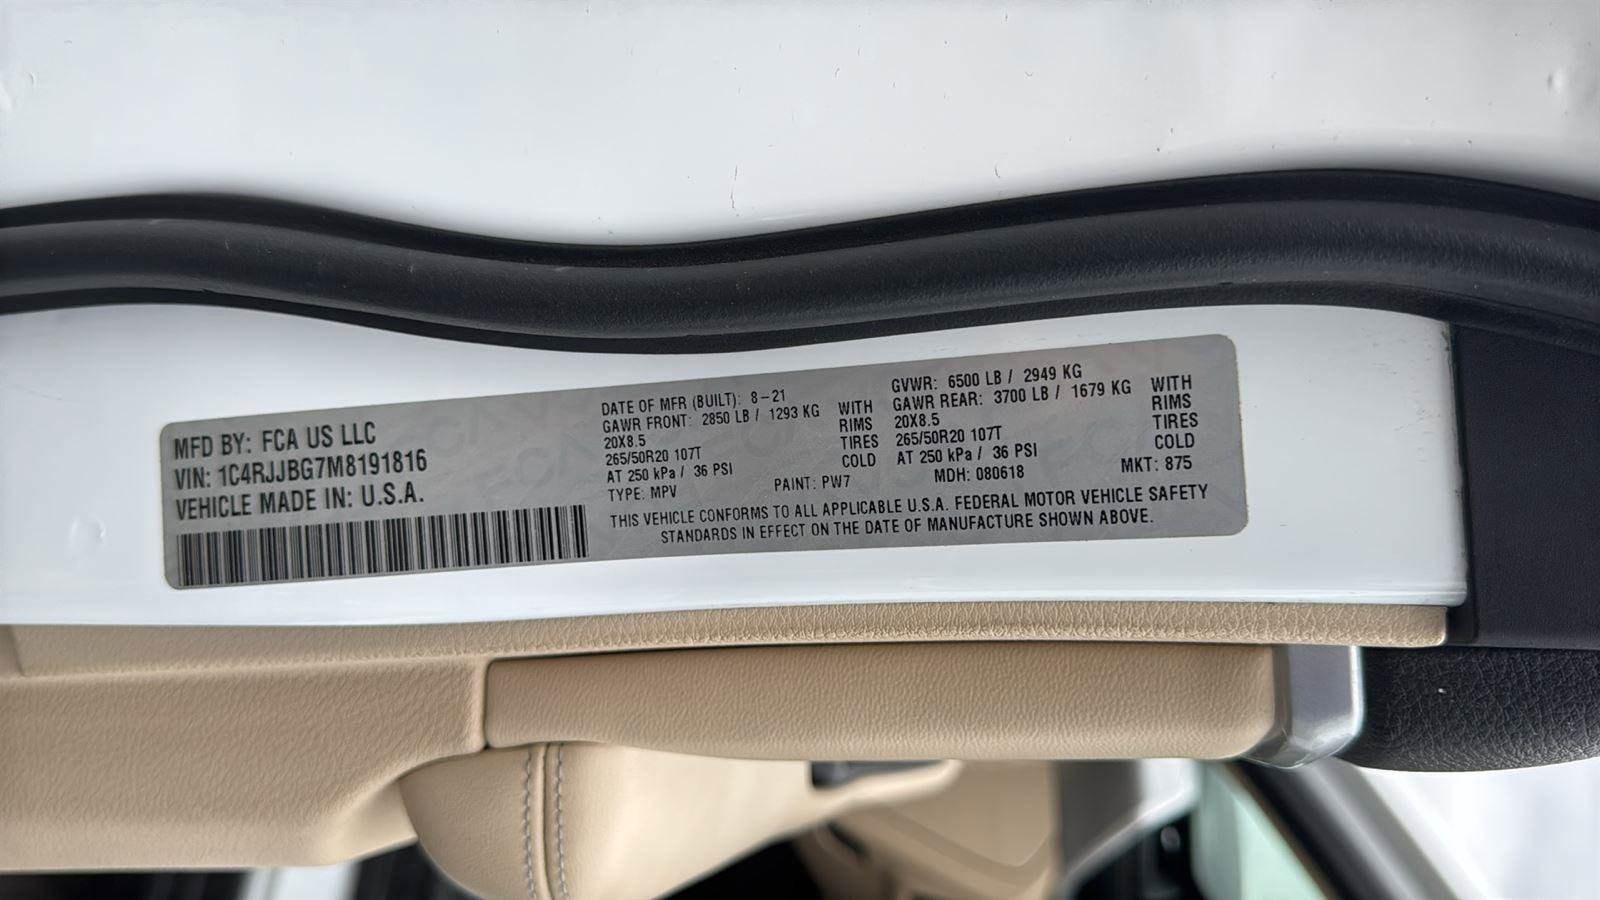 MFD BY: FCA US LLC
VIN: 1C4RJJBG7M8191816
VEHICLE MADE IN: U.S.A.
DATE OF MFR (BUILT): 8-21
GAWR FRONT: 2850 LB / 1293 KG WITH
20X8.5 RIMS
265/50R20 107T TIRES
AT 250 kPa / 36 PSI COLD
GVWR: 6500 LB / 2949 KG
GAWR REAR: 3700 LB / 1679 KG WITH
20X8.5 RIMS
265/50R20 107T TIRES
AT 250 kPa / 36 PSI COLD
TYPE: MPV PAINT: PW7 MDH: 080618 MKT: 875
THIS VEHICLE CONFORMS TO ALL APPLICABLE U.S.A. FEDERAL MOTOR VEHICLE SAFETY
STANDARDS IN EFFECT ON THE DATE OF MANUFACTURE SHOWN ABOVE.